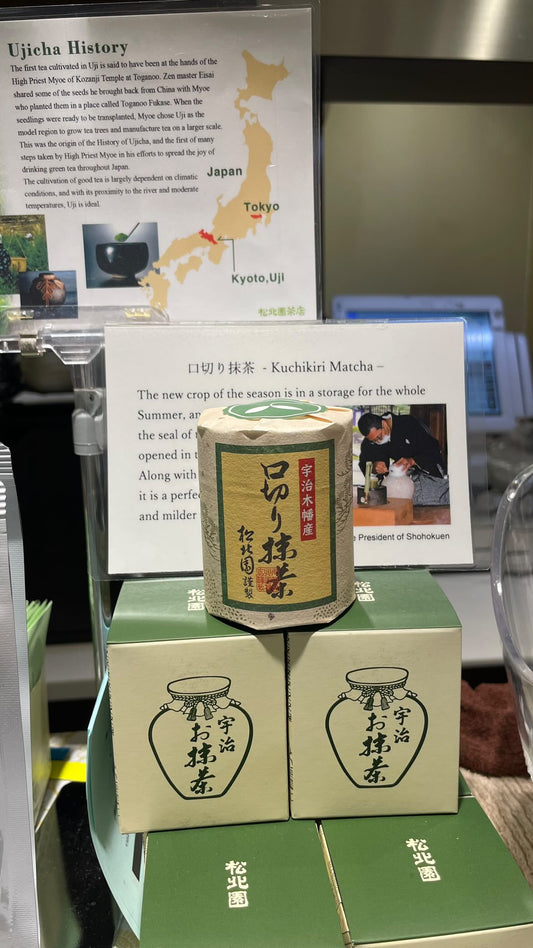 Ujicha History
The first tea cultivated in Uji is said to have been at the hands of the
High Priest Myoe of Kozanji Temple at Toganoo. Zen master Eisai
shared some of the seeds he brought back from China with Myoe
who planted them in a place called Toganoo Fukase. When the
seedlings were ready to be transplanted, Myoe chose Uji as the
model region to grow tea trees and manufacture tea on a larger scale.
This was the origin of the History of Ujicha, and the first of many
steps taken by High Priest Myoe in his efforts to spread the joy of
drinking green tea throughout Japan.
The cultivation of good tea is largely dependent on climatic
conditions, and with its proximity to the river and moderate
temperatures, Uji is ideal.
Japan
Tokyo
Kyoto,Uji
松北園茶店
口切り抹茶 - Kuchikiri Matcha –
The new crop of the season is in a storage for the whole
Summer,
the seal of
opened in
Along with
it is a
and milder
President of Shohokuen
宇治木幡産
口切り抹茶
松北園謹製
松北園
松北園
宇治
お抹茶
宇治
お抹茶
松北園
松北園